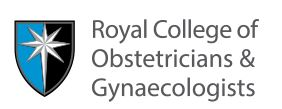 Royal College of
Obstetricians &
Gynaecologists